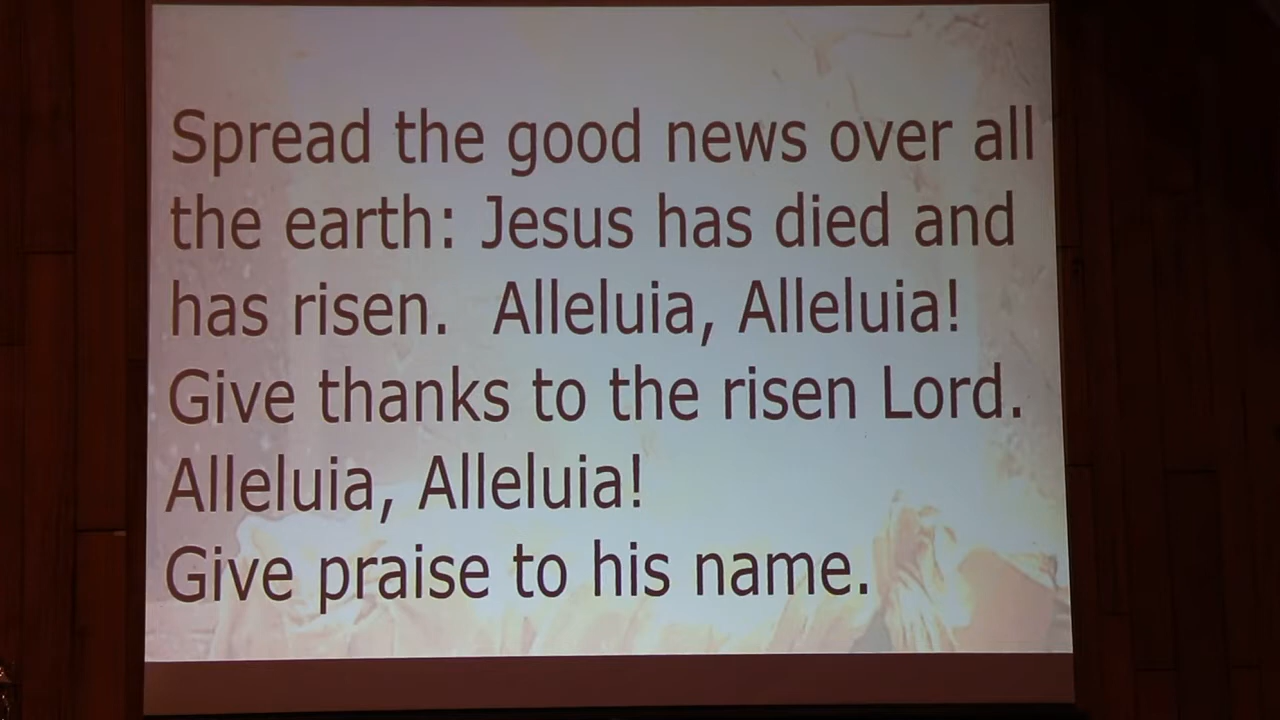 Spread the good news over all
the earth: Jesus has died and
has risen.  Alleluia, Alleluia!
Give thanks to the risen Lord.
Alleluia, Alleluia!
Give praise to his name.